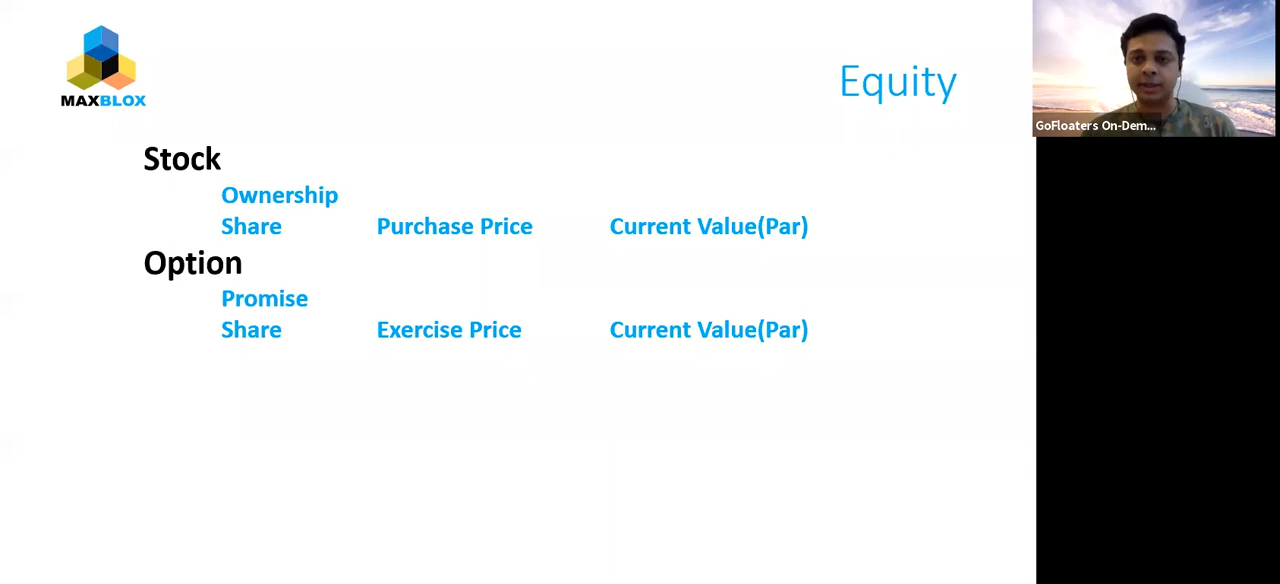 MAXBLOX
Equity
GoFloaters On-Dem...
Stock
Ownership
Share Purchase Price Current Value(Par)
Option
Promise
Share Exercise Price Current Value(Par)